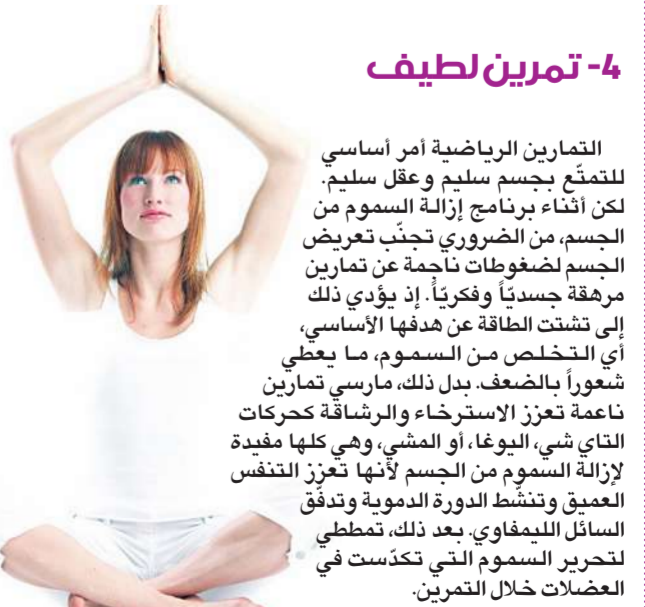 4- تمرين لطيف
التمارين الرياضية أمر أساسي
للتمتّع بجسم سليم وعقل سليم.
لكن أثناء برنامج إزالة السموم من
الجسم، من الضروري تجنّب تعريض
الجسم لضغوطات ناجمة عن تمارين
مرهقة جسديّاً وفكريّاً. إذ يؤدي ذلك
إلى تشتت الطاقة عن هدفها الأساسي،
أي التخلص من السموم، ما يعطي
شعوراً بالضعف. بدل ذلك، مارسي تمارين
ناعمة تعزز الاسترخاء والرشاقة كحركات
التاي شي، اليوغا، أو المشي، وهي كلها مفيدة
لإزالة السموم من الجسم لأنها تعزز التنفس
العميق وتنشّط الدورة الدموية وتدفّق
السائل الليمفاوي. بعد ذلك، تمططي
لتحرير السموم التي تكدّست في
العضلات خلال التمرين.